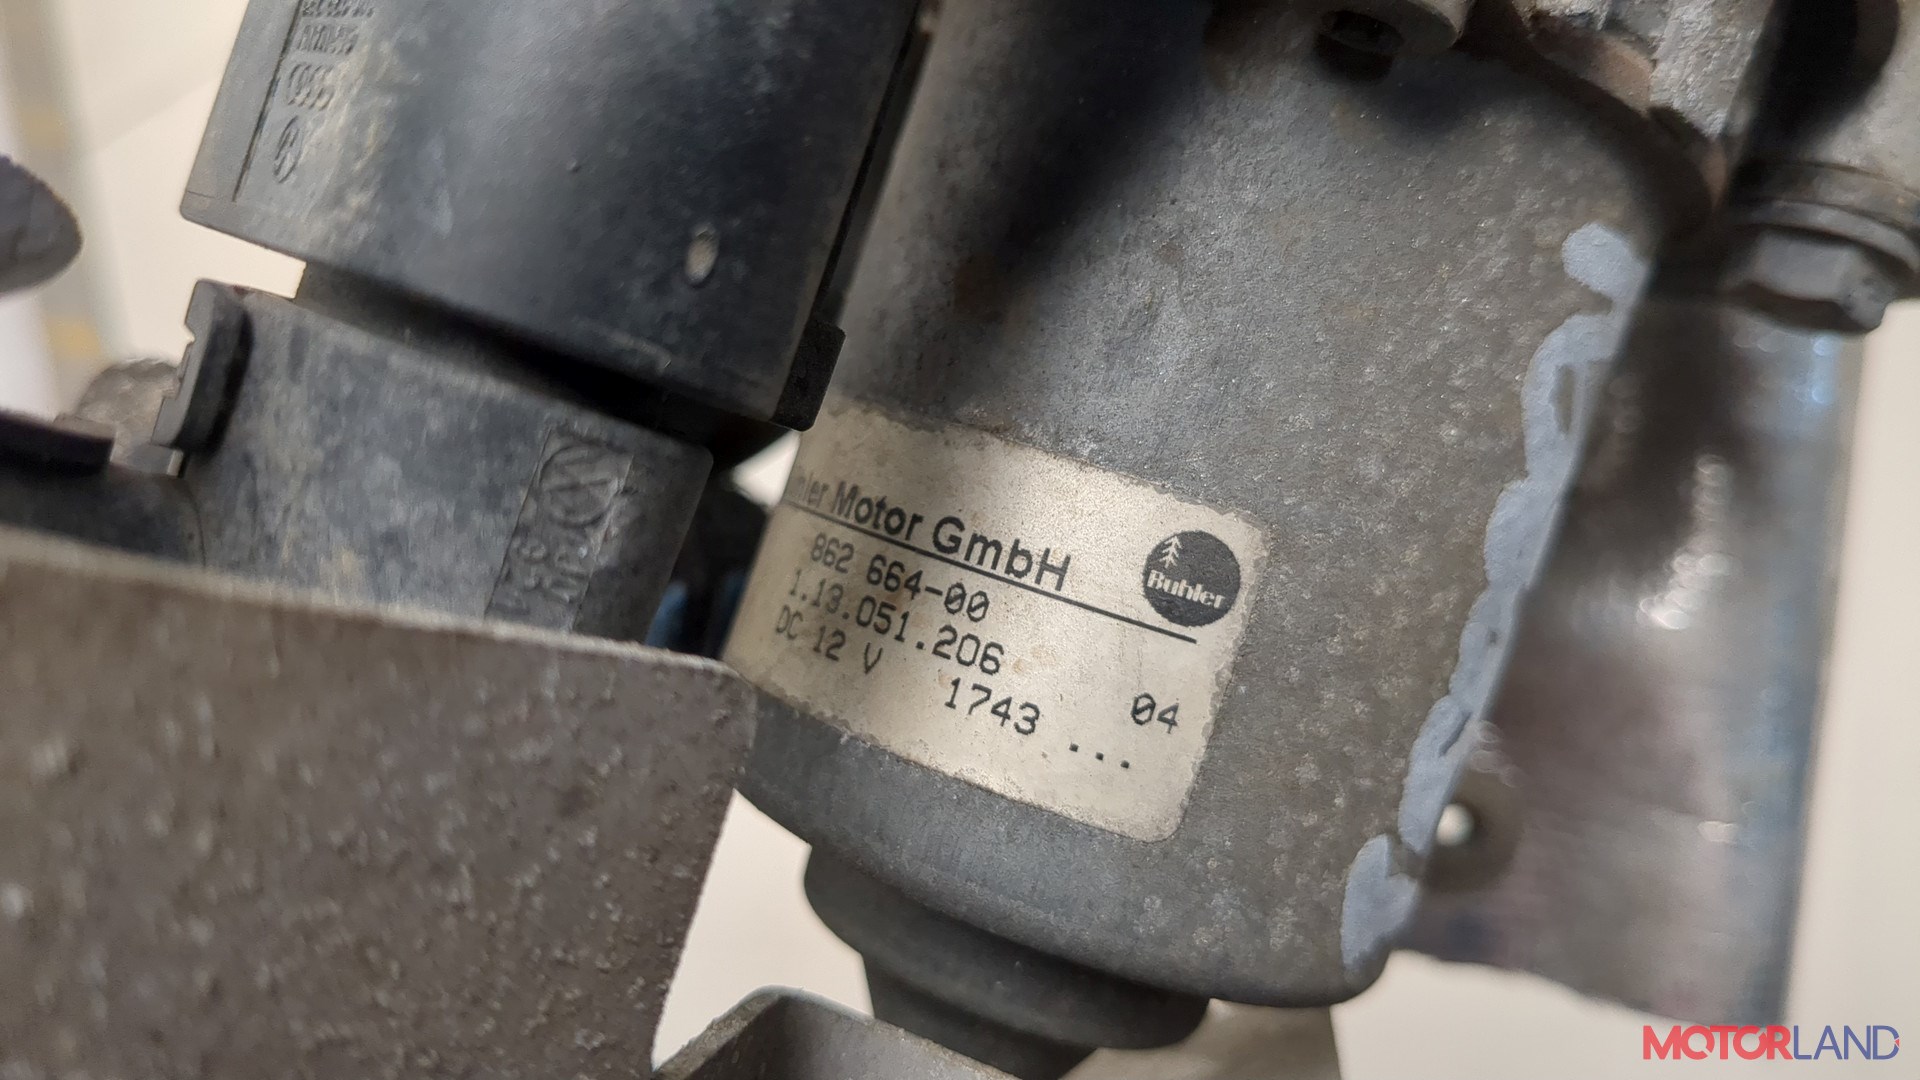 Motor GmbH
Buhler
862 664-00
1.13.051.206
DC 12 V
1743 ... 04
MOTORLAND